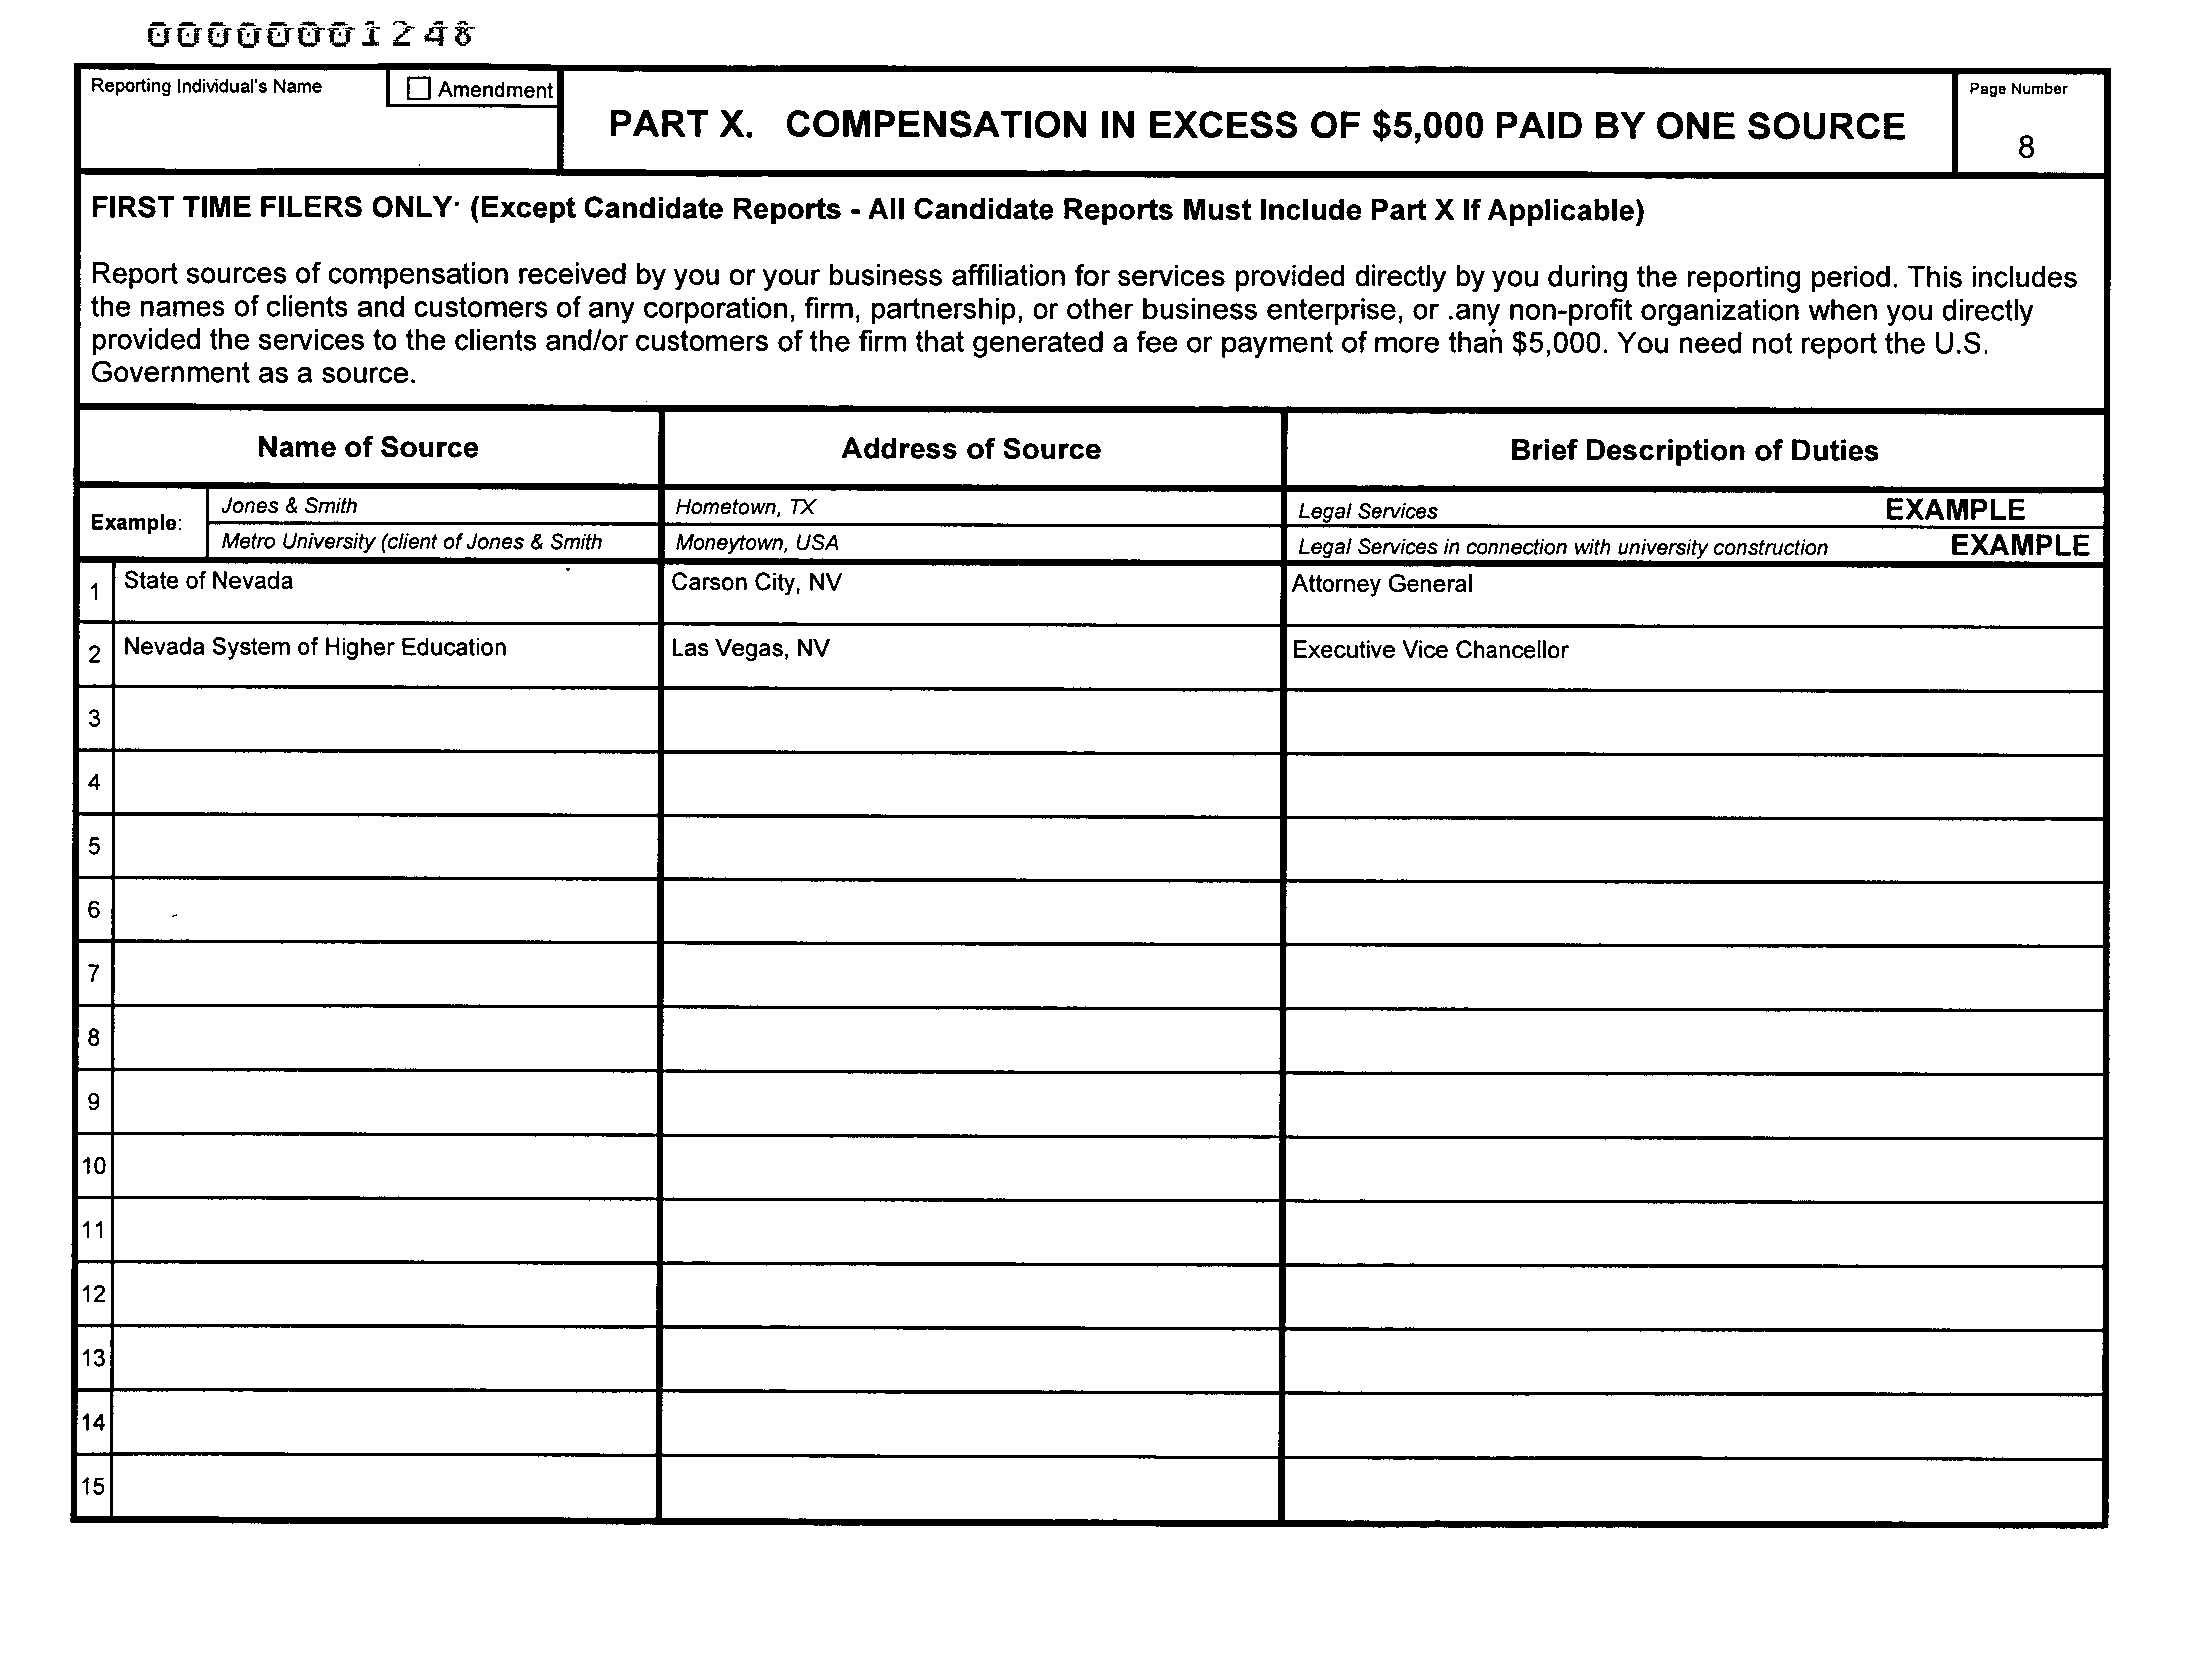 00000001248
Reporting Individual's Name
Amendment
PART X. COMPENSATION IN EXCESS OF $5,000 PAID BY ONE SOURCE
Page Number
8
FIRST TIME FILERS ONLY· (Except Candidate Reports - All Candidate Reports Must Include Part X If Applicable)
Report sources of compensation received by you or your business affiliation for services provided directly by you during the reporting period. This includes
the names of clients and customers of any corporation, firm, partnership, or other business enterprise, or .any non-profit organization when you directly
provided the services to the clients and/or customers of the firm that generated a fee or payment of more than $5,000. You need not report the U.S.
Government as a source.
Name of Source Address of Source Brief Description of Duties
Example:
Jones & Smith Hometown, TX Legal Services EXAMPLE
Metro University (client of Jones & Smith Moneytown, USA Legal Services in connection with university construction EXAMPLE
1 State of Nevada Carson City, NV Attorney General
2 Nevada System of Higher Education Las Vegas, NV Executive Vice Chancellor
3
4
5
6
7
8
9
10
11
12
13
14
15